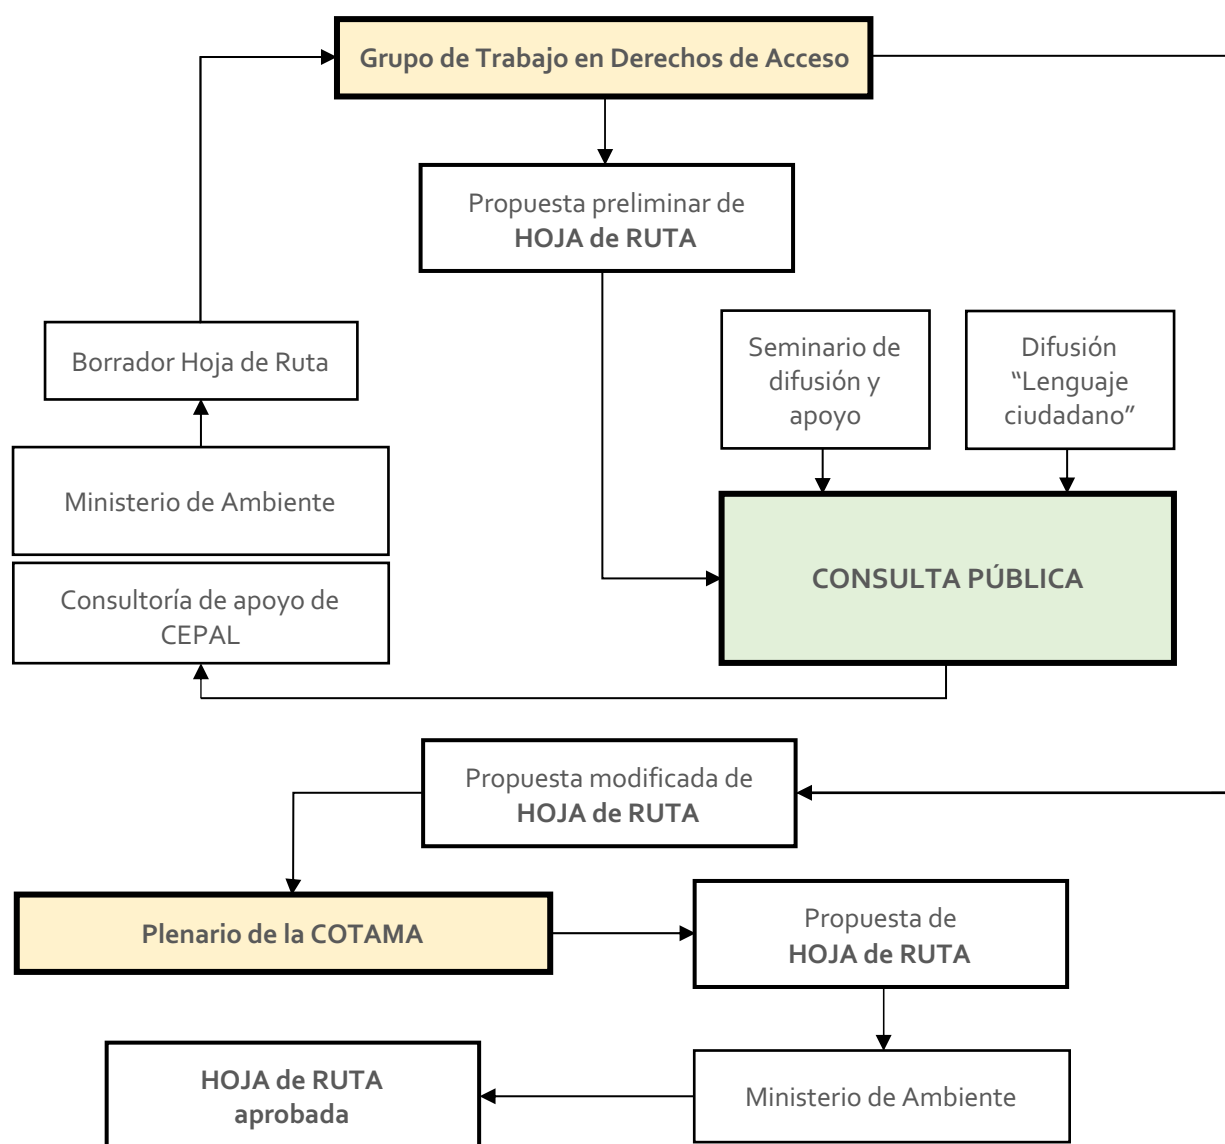 Grupo de Trabajo en Derechos de Acceso
Propuesta preliminar de
HOJA de RUTA
Borrador Hoja de Ruta
Seminario de
difusión y
apoyo
Difusión
“Lenguaje
ciudadano”
Ministerio de Ambiente
CONSULTA PÚBLICA
Consultoría de apoyo de
CEPAL
Propuesta modificada de
HOJA de RUTA
Plenario de la COTAMA
Propuesta de
HOJA de RUTA
HOJA de RUTA
aprobada
Ministerio de Ambiente